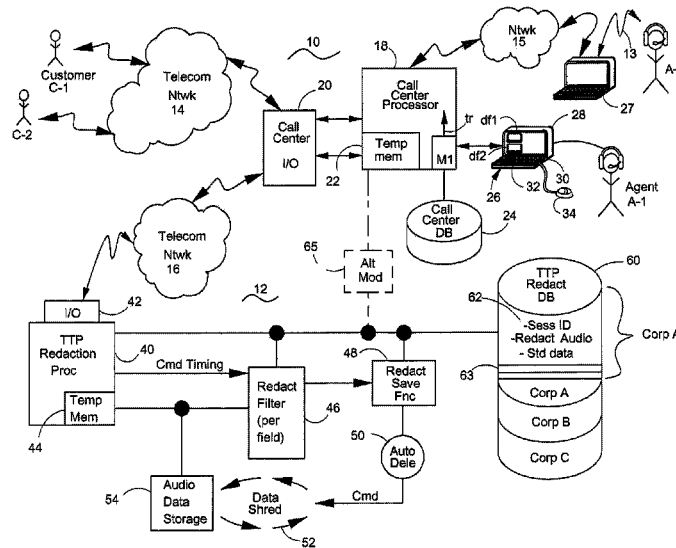 10
Ntwk
15
13
A-
18
Customer
C-1
C-2
Telecom
Ntwk
14
20
Call
Center
I/O
Call Center
Processor
27
tr
df1
28
Temp
mem
M1
df2
22
30
32
26
34
Agent
A-1
Call
Center
DB
24
Telecom
Ntwk
16
65
Alt
Mod
12
42
I/O
TTP
Redaction
Proc
40
Temp
Mem
44
Cmd Timing
Redact
Filter
(per
field)
46
48
Redact
Save
Fnc
50
Auto
Dele
Cmd
54
Audio
Data
Storage
Data
Shred
52
TTP
Redact
DB
60
62
-Sess ID
-Redact Audio
- Std data
Corp A
63
Corp A
Corp B
Corp C